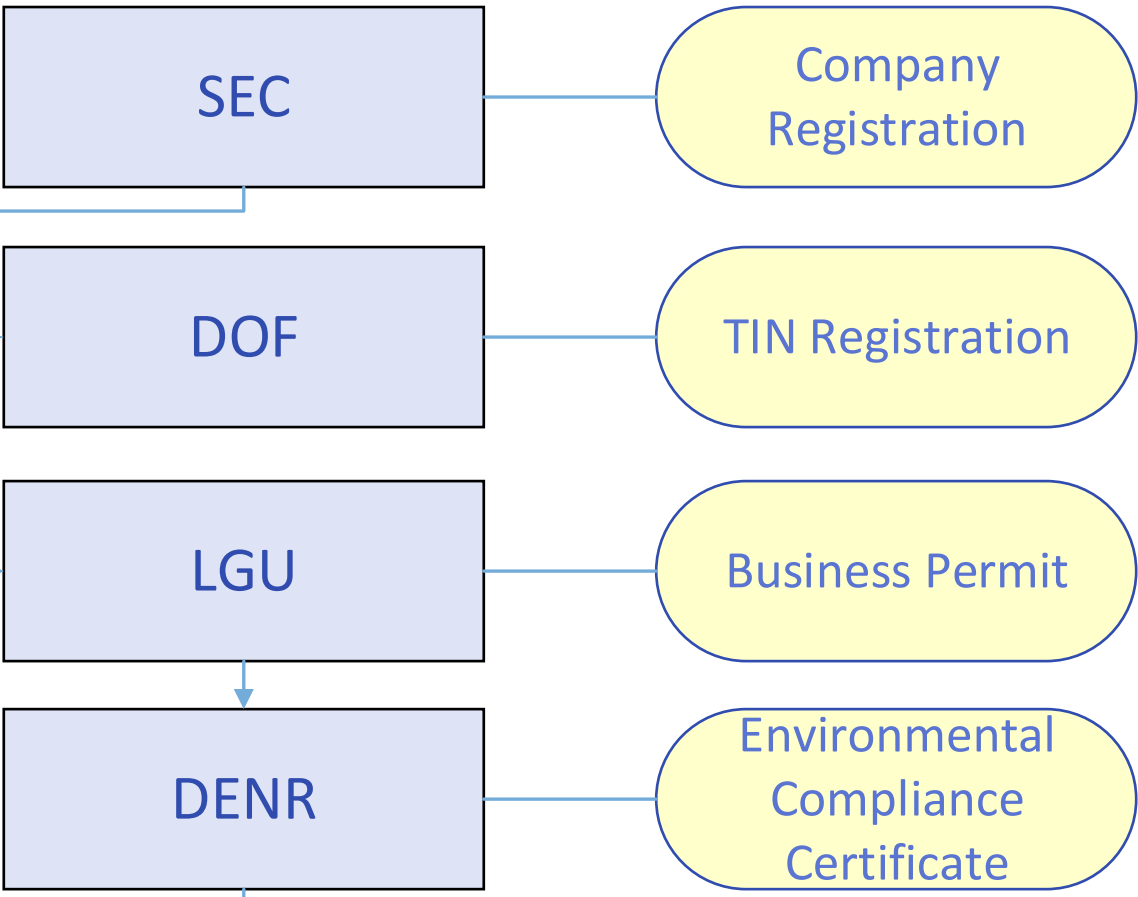 SEC
Company
Registration
DOF
TIN Registration
LGU
Business Permit
DENR
Environmental
Compliance
Certificate